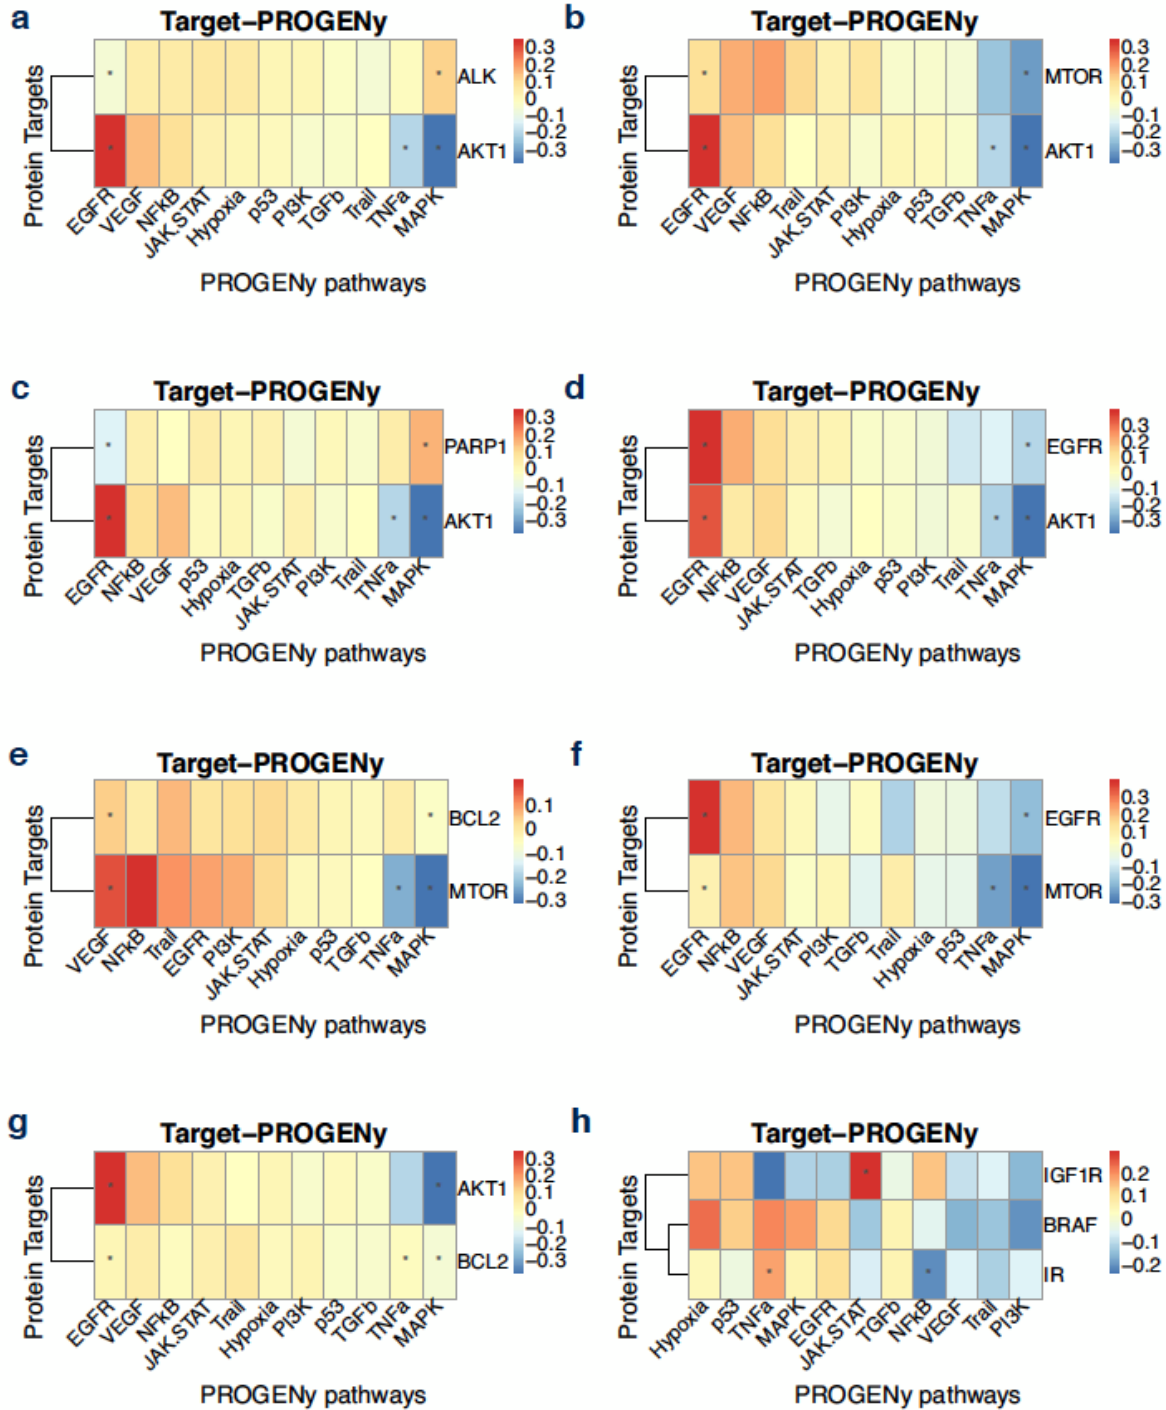 a
Target–PROGENy
Protein Targets
* * ALK
* * * AKT1
0.3
0.2
0.1
0
−0.1
−0.2
−0.3
EGFR VEGF NFkB JAK.STAT Hypoxia p53 PI3K TGFb Trail TNFa MAPK
PROGENy pathways
b
Target–PROGENy
Protein Targets
* * MTOR
* * * AKT1
0.3
0.2
0.1
0
−0.1
−0.2
−0.3
EGFR VEGF NFkB Trail JAK.STAT PI3K Hypoxia p53 TGFb TNFa MAPK
PROGENy pathways
c
Target–PROGENy
Protein Targets
* * PARP1
* * * AKT1
0.3
0.2
0.1
0
−0.1
−0.2
−0.3
EGFR NFkB VEGF p53 Hypoxia TGFb JAK.STAT PI3K Trail TNFa MAPK
PROGENy pathways
d
Target–PROGENy
Protein Targets
* * EGFR
* * * AKT1
0.3
0.2
0.1
0
−0.1
−0.2
−0.3
EGFR NFkB VEGF JAK.STAT TGFb Hypoxia p53 PI3K Trail TNFa MAPK
PROGENy pathways
e
Target–PROGENy
Protein Targets
* * BCL2
* * * MTOR
0.1
0
−0.1
−0.2
−0.3
VEGF NFkB Trail EGFR PI3K JAK.STAT Hypoxia p53 TGFb TNFa MAPK
PROGENy pathways
f
Target–PROGENy
Protein Targets
* * EGFR
* * * MTOR
0.3
0.2
0.1
0
−0.1
−0.2
−0.3
EGFR NFkB VEGF JAK.STAT PI3K TGFb Trail Hypoxia p53 TNFa MAPK
PROGENy pathways
g
Target–PROGENy
Protein Targets
* * AKT1
* * * BCL2
0.3
0.2
0.1
0
−0.1
−0.2
−0.3
EGFR VEGF NFkB JAK.STAT Trail Hypoxia PI3K p53 TGFb TNFa MAPK
PROGENy pathways
h
Target–PROGENy
Protein Targets
* IGF1R
BRAF
* * IR
0.2
0.1
0
−0.1
−0.2
Hypoxia p53 TNFa MAPK EGFR JAK.STAT TGFb NFkB VEGF Trail PI3K
PROGENy pathways